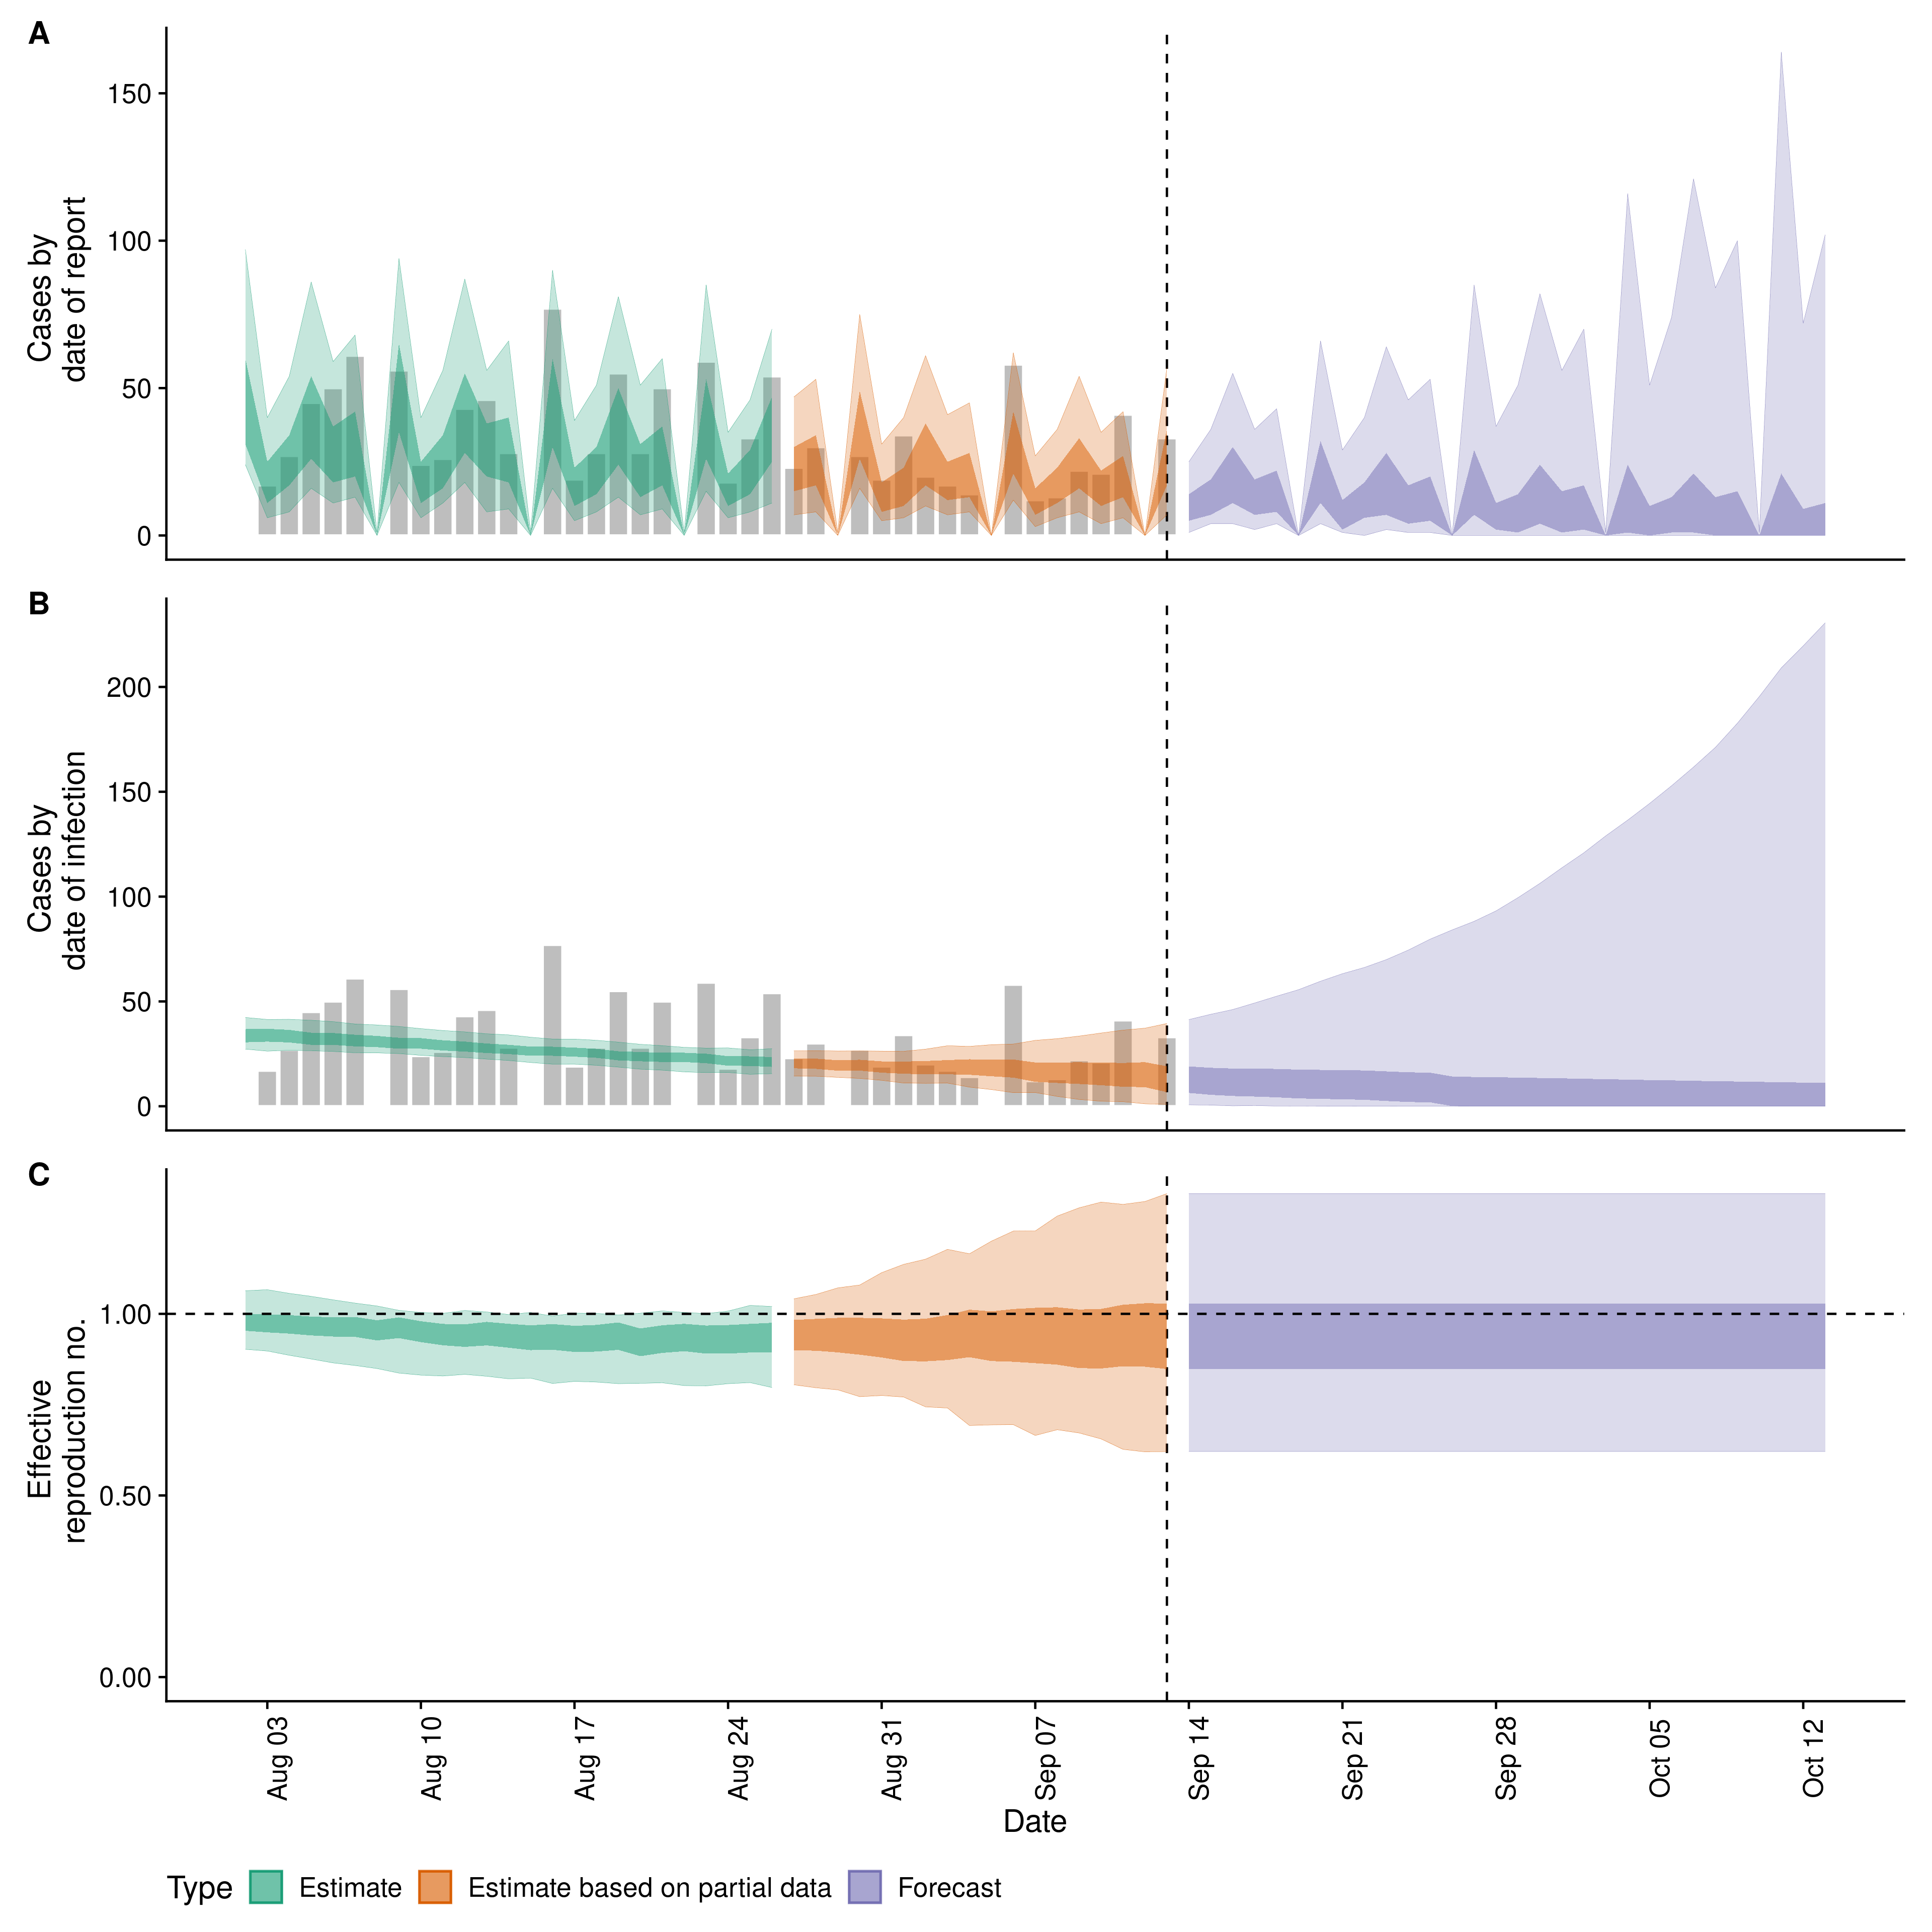 A
Cases by
date of report
150
100
50
0
B
Cases by
date of infection
200
150
100
50
0
C
Effective
reproduction no.
1.00
0.50
0.00
Aug 03
Aug 10
Aug 17
Aug 24
Aug 31
Sep 07
Sep 14
Sep 21
Sep 28
Oct 05
Oct 12
Date
Type Estimate Estimate based on partial data Forecast